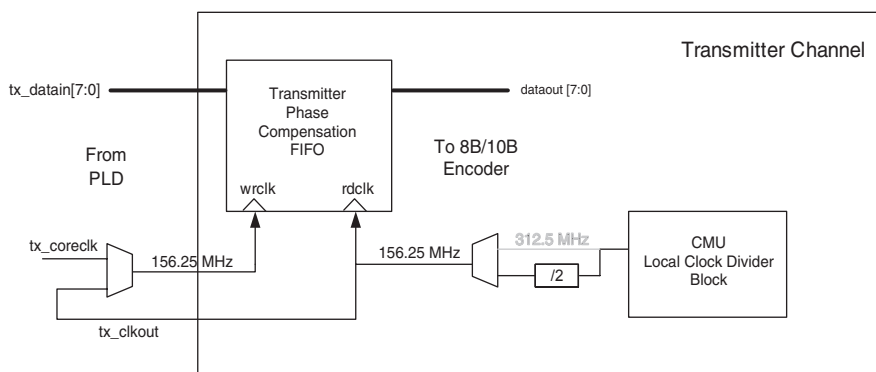 Transmitter Channel
tx_datain[7:0]
Transmitter
Phase
Compensation
FIFO
dataout [7:0]
From
PLD
To 8B/10B
Encoder
wrclk
rdclk
tx_coreclk
156.25 MHz
156.25 MHz
312.5 MHz
/2
CMU
Local Clock Divider
Block
tx_clkout